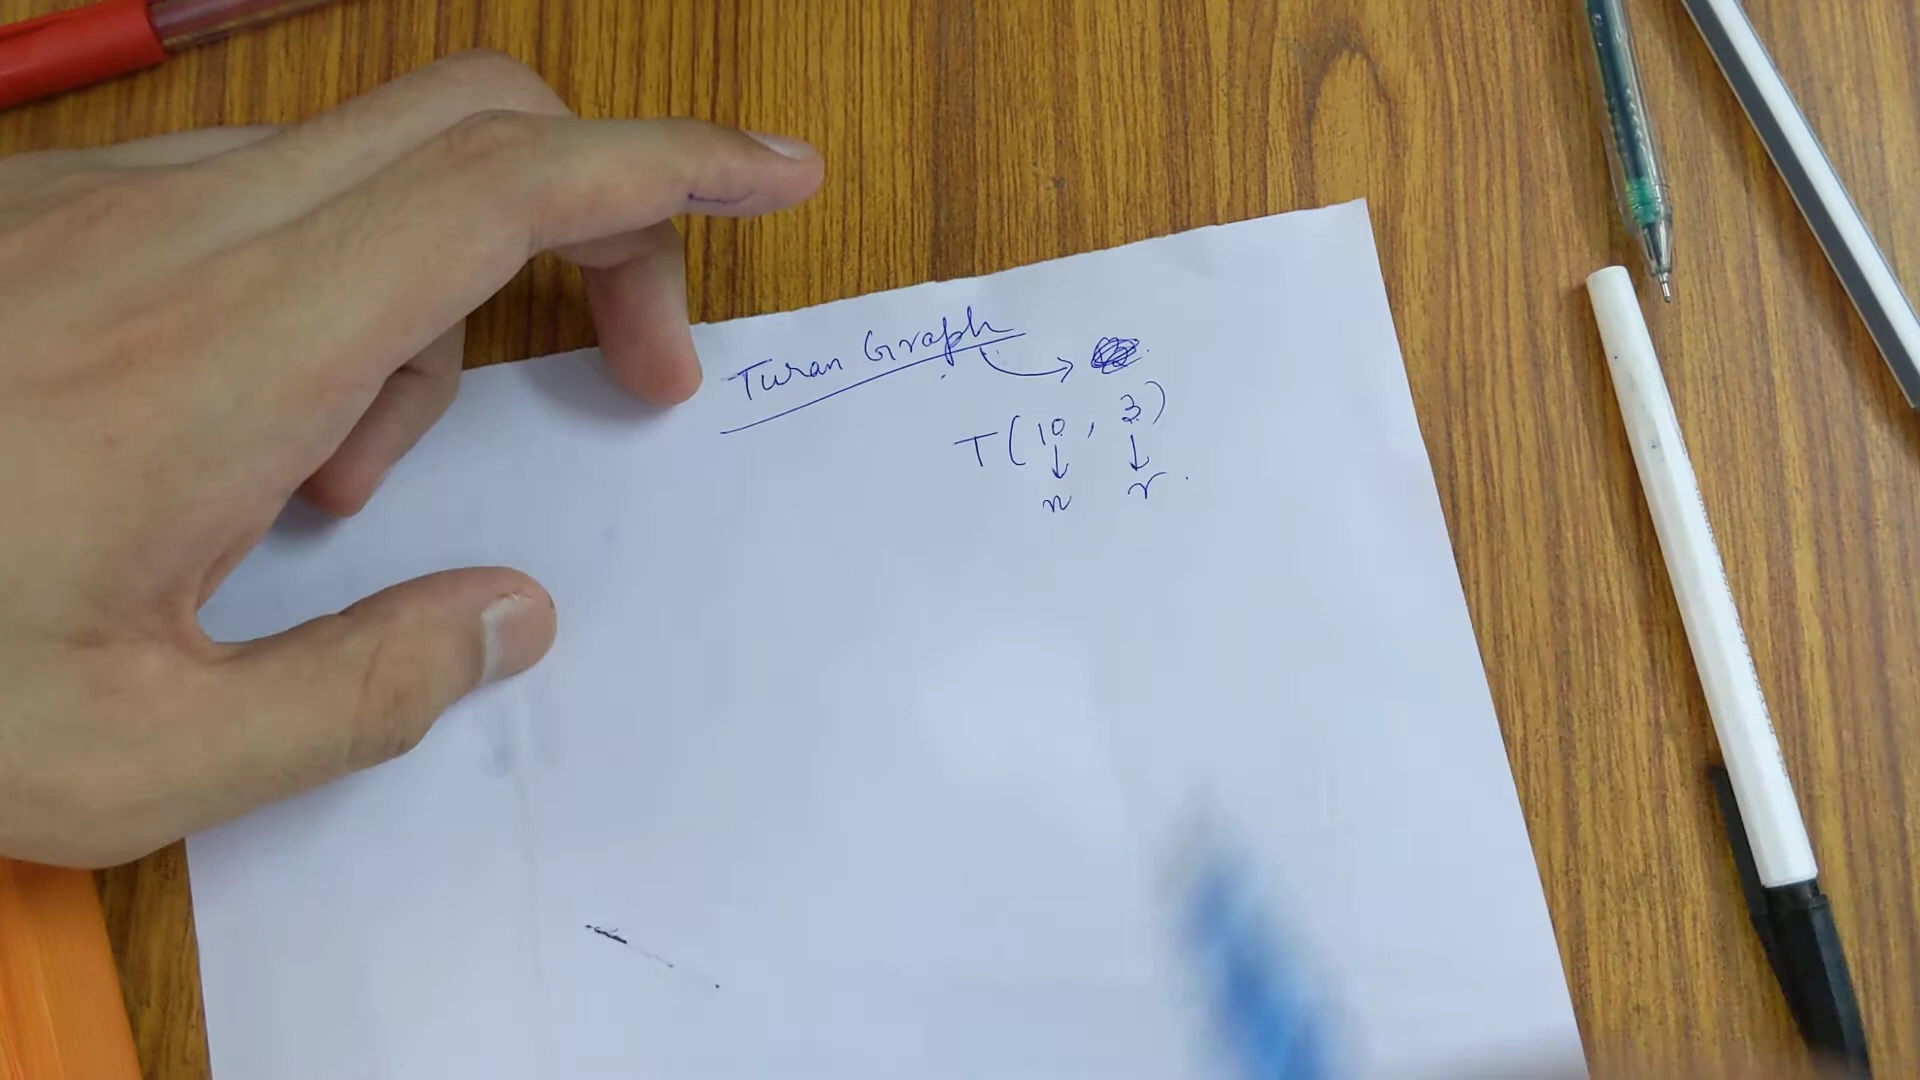 Turan Graph →
T(10, 3)
↓ ↓
n r.